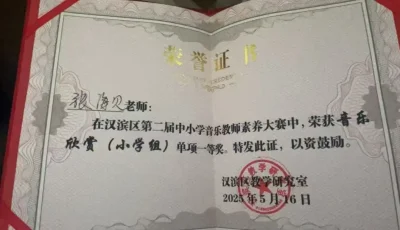 荣誉证书
张海贝老师：
在汉滨区第二届中小学音乐教师素养大赛中，荣获音乐
欣赏（小学组）单项一等奖。特发此证，以资鼓励。
汉滨区教学研究室
2025年5月16日